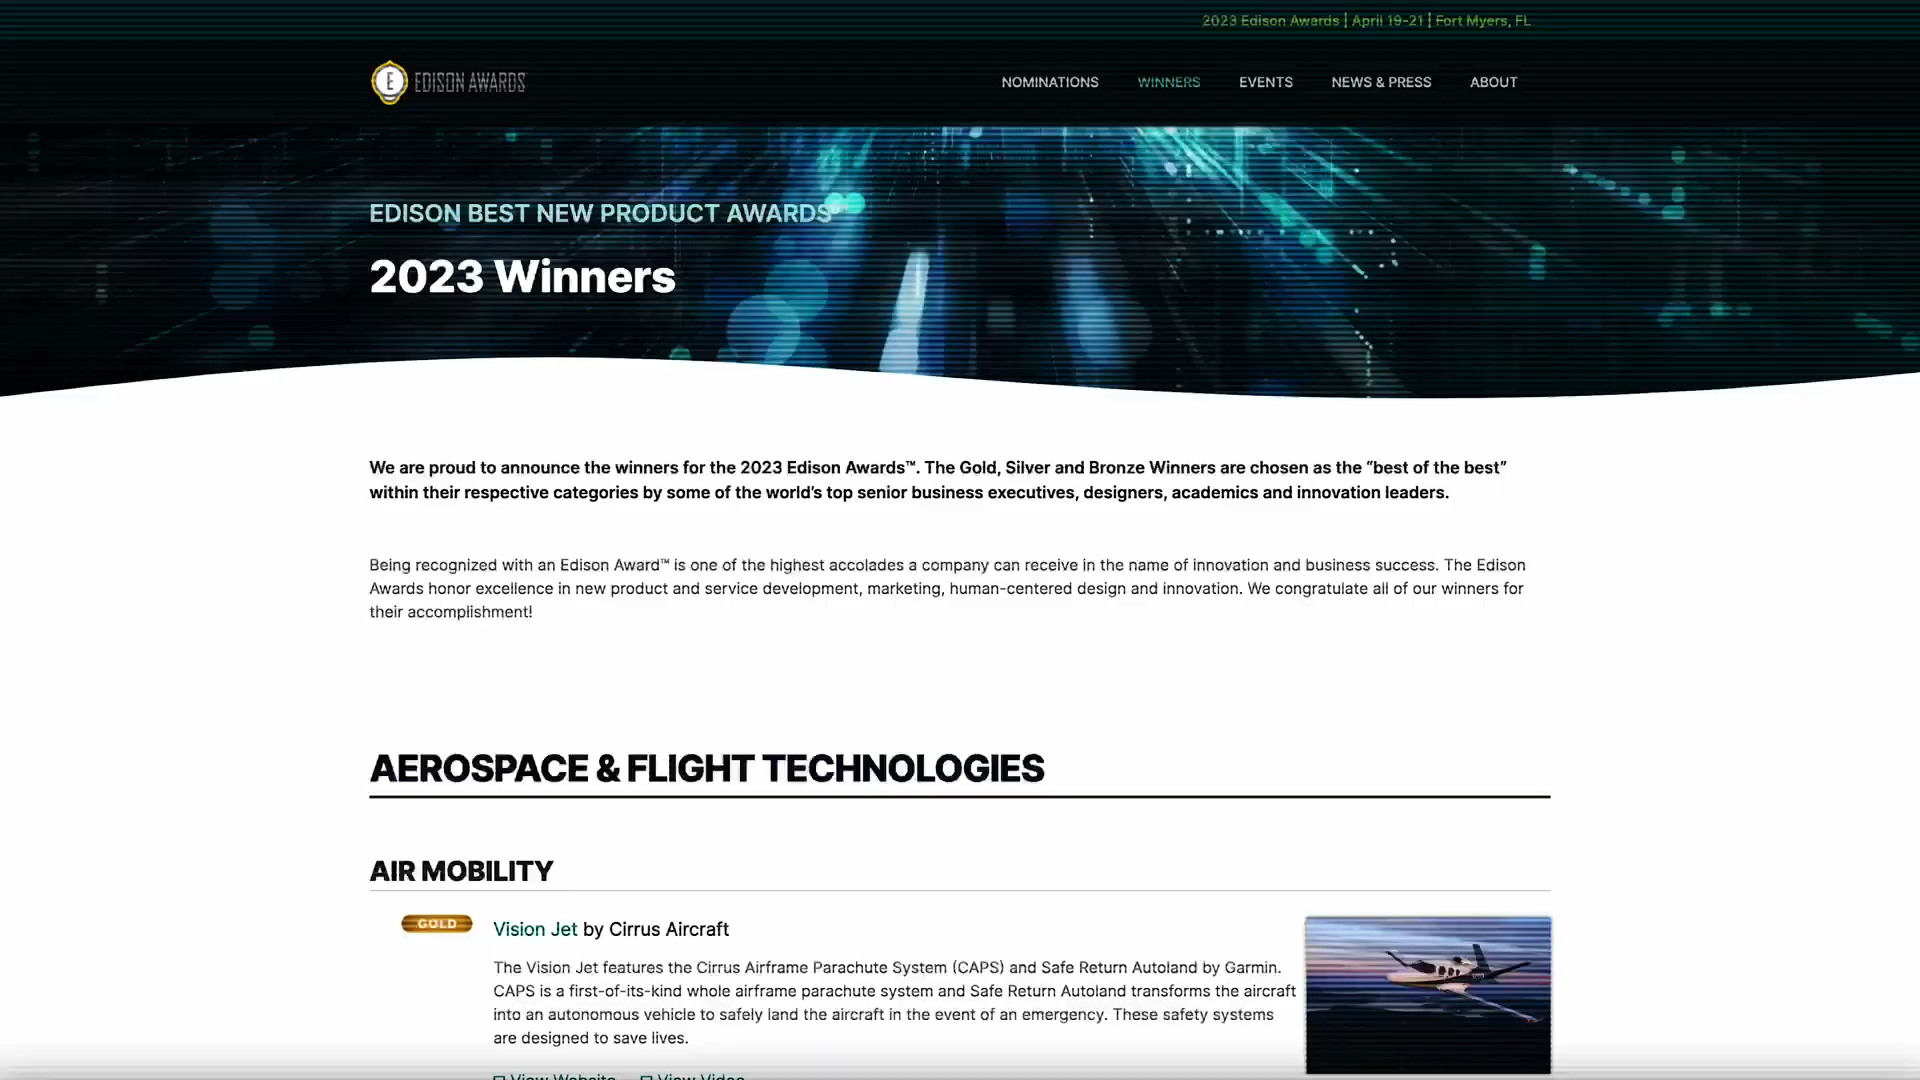 2023 Edison Awards | April 19-21 | Fort Myers, FL
E EDISON AWARDS
NOMINATIONS WINNERS EVENTS NEWS & PRESS ABOUT
EDISON BEST NEW PRODUCT AWARDS™
2023 Winners
We are proud to announce the winners for the 2023 Edison Awards™. The Gold, Silver and Bronze Winners are chosen as the “best of the best”
within their respective categories by some of the world’s top senior business executives, designers, academics and innovation leaders.
Being recognized with an Edison Award™ is one of the highest accolades a company can receive in the name of innovation and business success. The Edison
Awards honor excellence in new product and service development, marketing, human-centered design and innovation. We congratulate all of our winners for
their accomplishment!
AEROSPACE & FLIGHT TECHNOLOGIES
AIR MOBILITY
GOLD
Vision Jet by Cirrus Aircraft
The Vision Jet features the Cirrus Airframe Parachute System (CAPS) and Safe Return Autoland by Garmin.
CAPS is a first-of-its-kind whole airframe parachute system and Safe Return Autoland transforms the aircraft
into an autonomous vehicle to safely land the aircraft in the event of an emergency. These safety systems
are designed to save lives.
View Website View Video